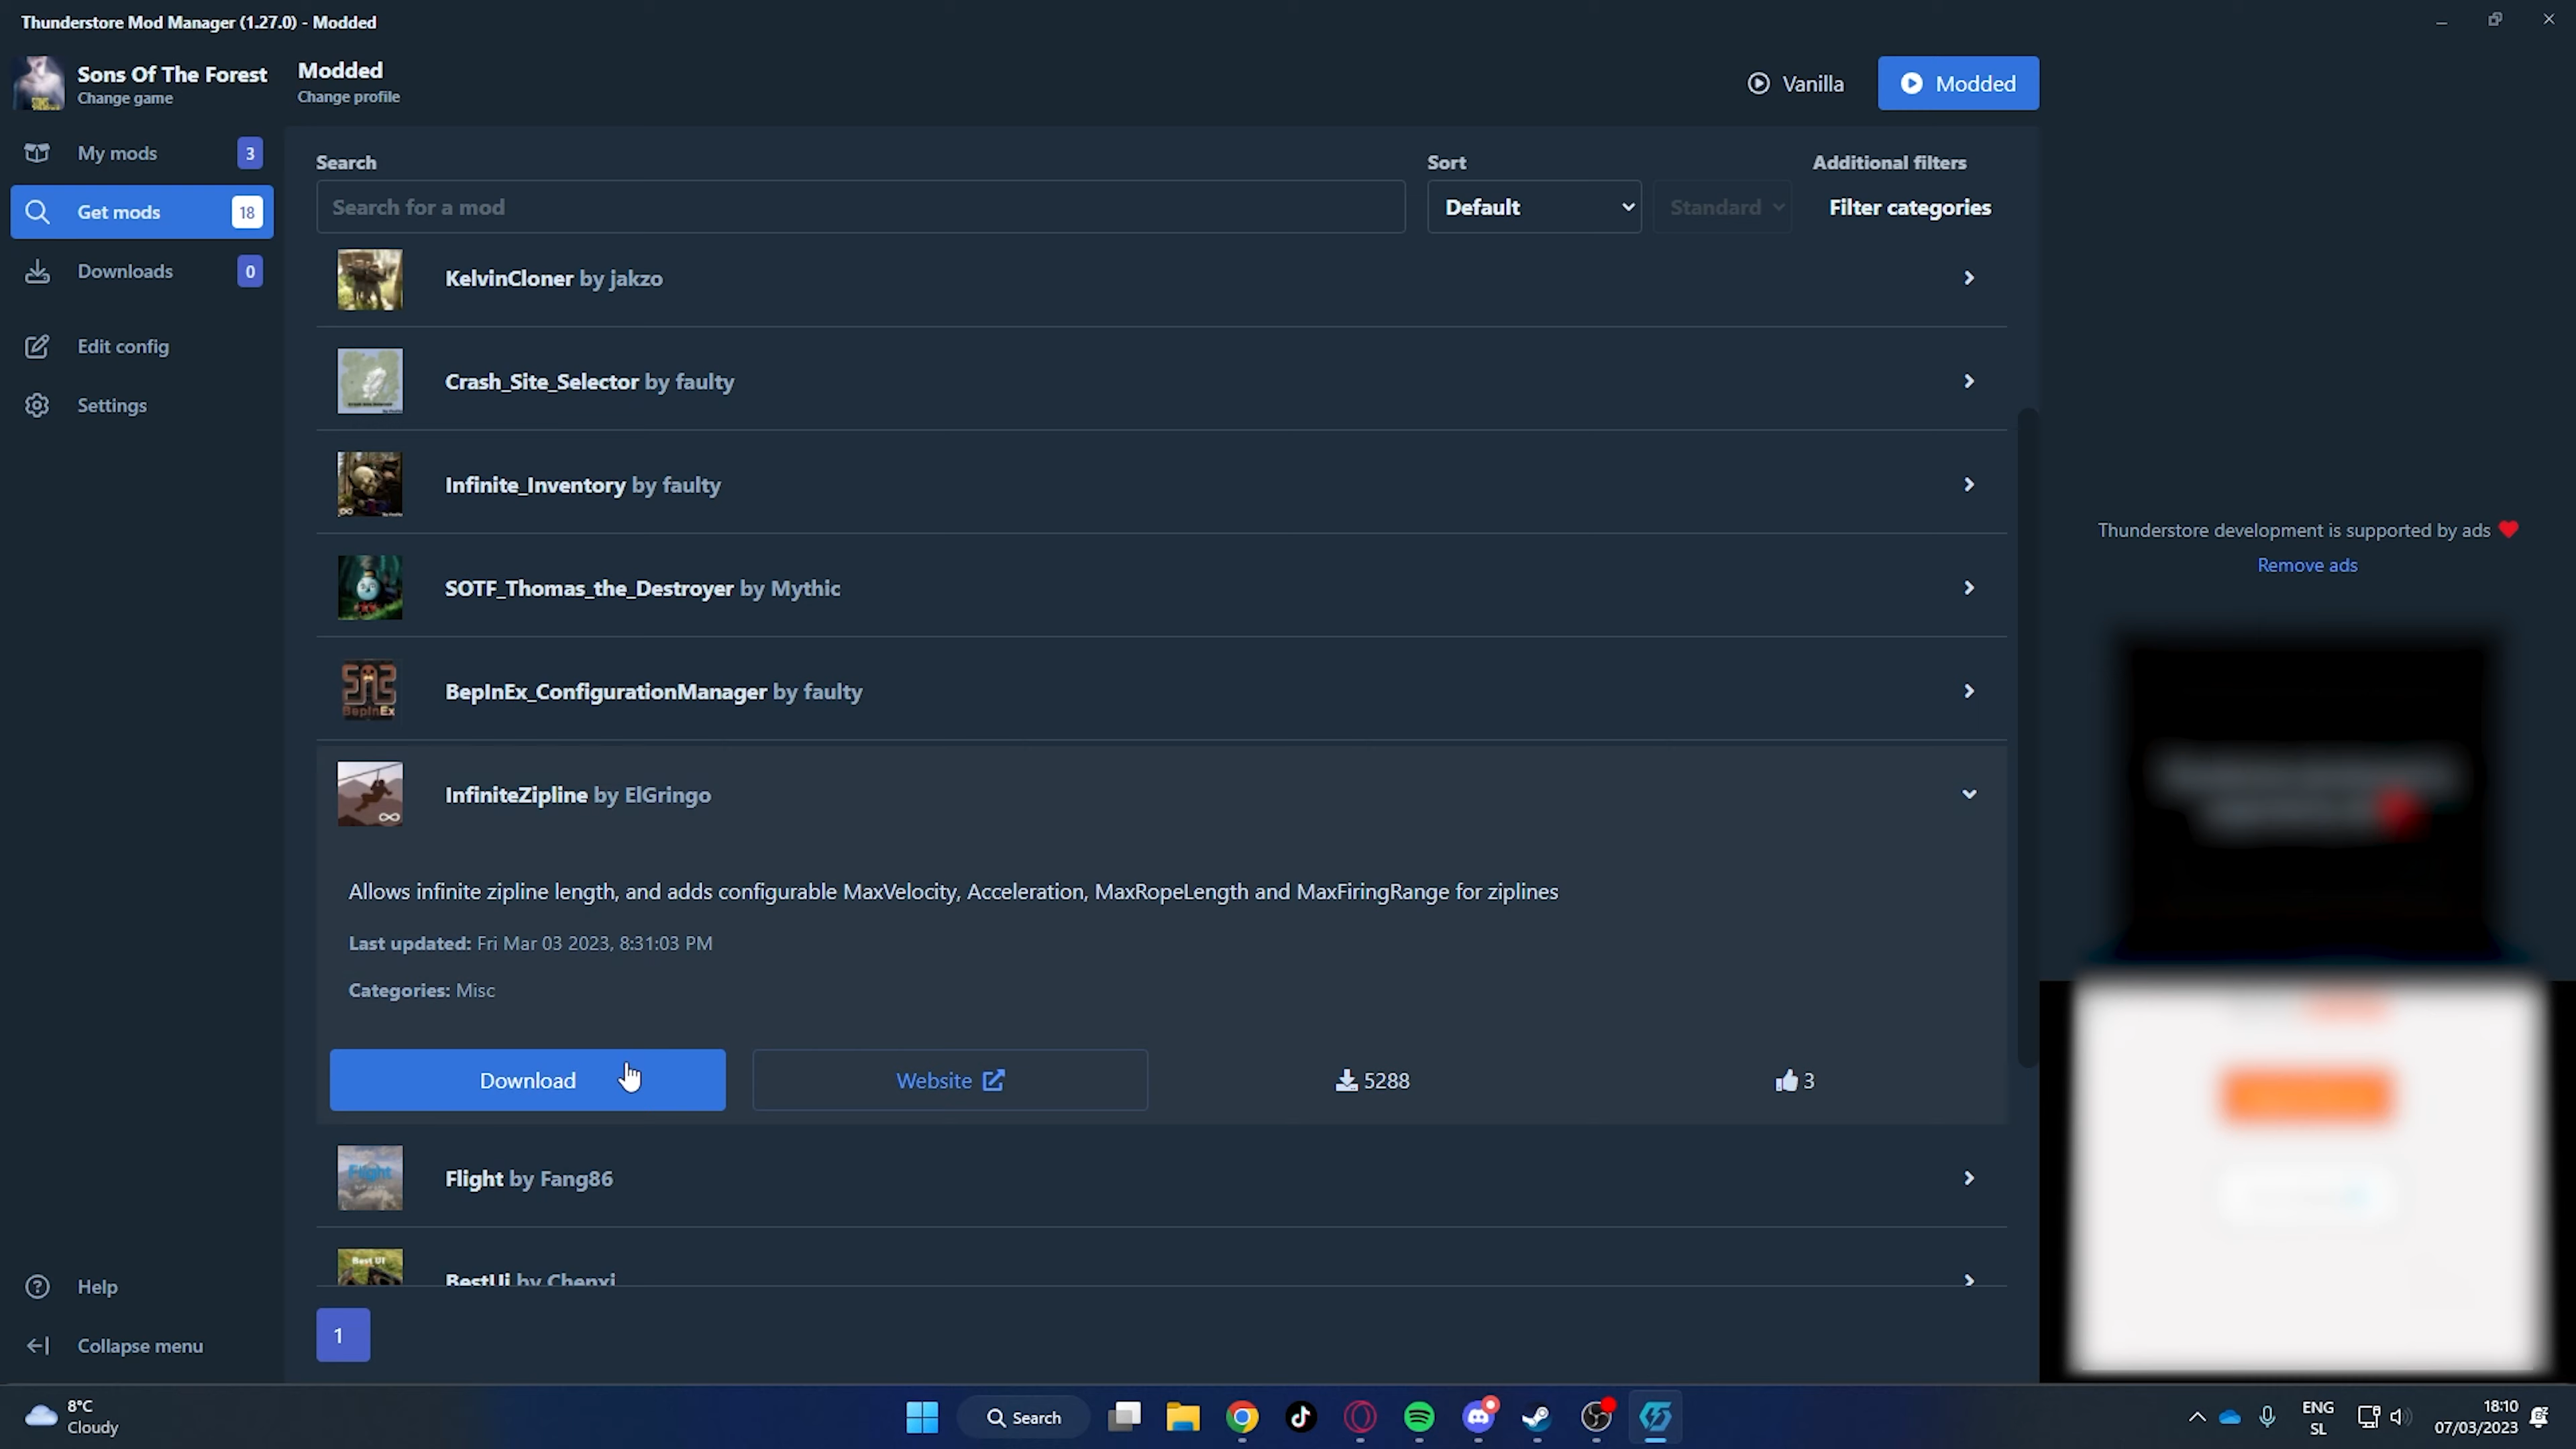 Thunderstore Mod Manager (1.27.0) - Modded
Sons Of The Forest
Change game
Modded
Change profile
Vanilla
Modded
My mods
3
Get mods
18
Downloads
0
Edit config
Settings
Help
Collapse menu
Search
Search for a mod
Sort
Default
Standard
Additional filters
Filter categories
KelvinCloner by jakzo
Crash_Site_Selector by faulty
Infinite_Inventory by faulty
SOTF_Thomas_the_Destroyer by Mythic
BepInEx
BepInEx_ConfigurationManager by faulty
InfiniteZipline by ElGringo
Allows infinite zipline length, and adds configurable MaxVelocity, Acceleration, MaxRopeLength and MaxFiringRange for ziplines
Last updated: Fri Mar 03 2023, 8:31:03 PM
Categories: Misc
Download
Website
5288
3
Flight
Flight by Fang86
Best UI
BestUi by Chenxi
1
Thunderstore development is supported by ads
Remove ads
8°C
Cloudy
Search
ENG
SL
18:10
07/03/2023